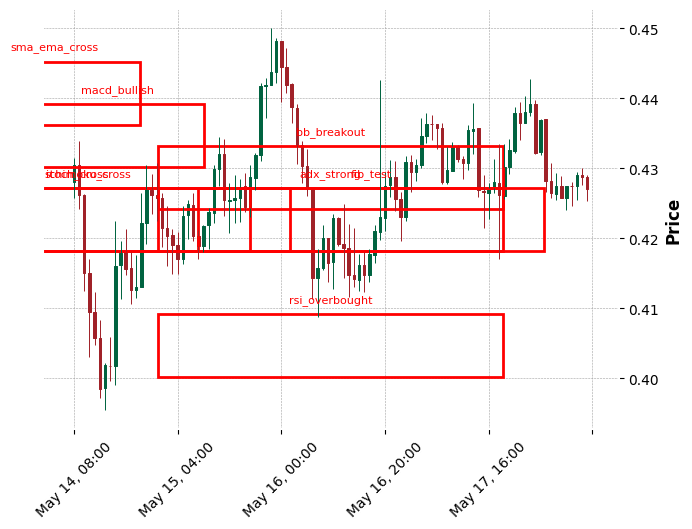 sma_ema_cross
macd_bullish
bb_breakout
adx_strong
fib_test
rsi_overbought
0.45
0.44
0.43
0.42
0.41
0.40
Price
May 14, 08:00
May 15, 04:00
May 16, 00:00
May 16, 20:00
May 17, 16:00